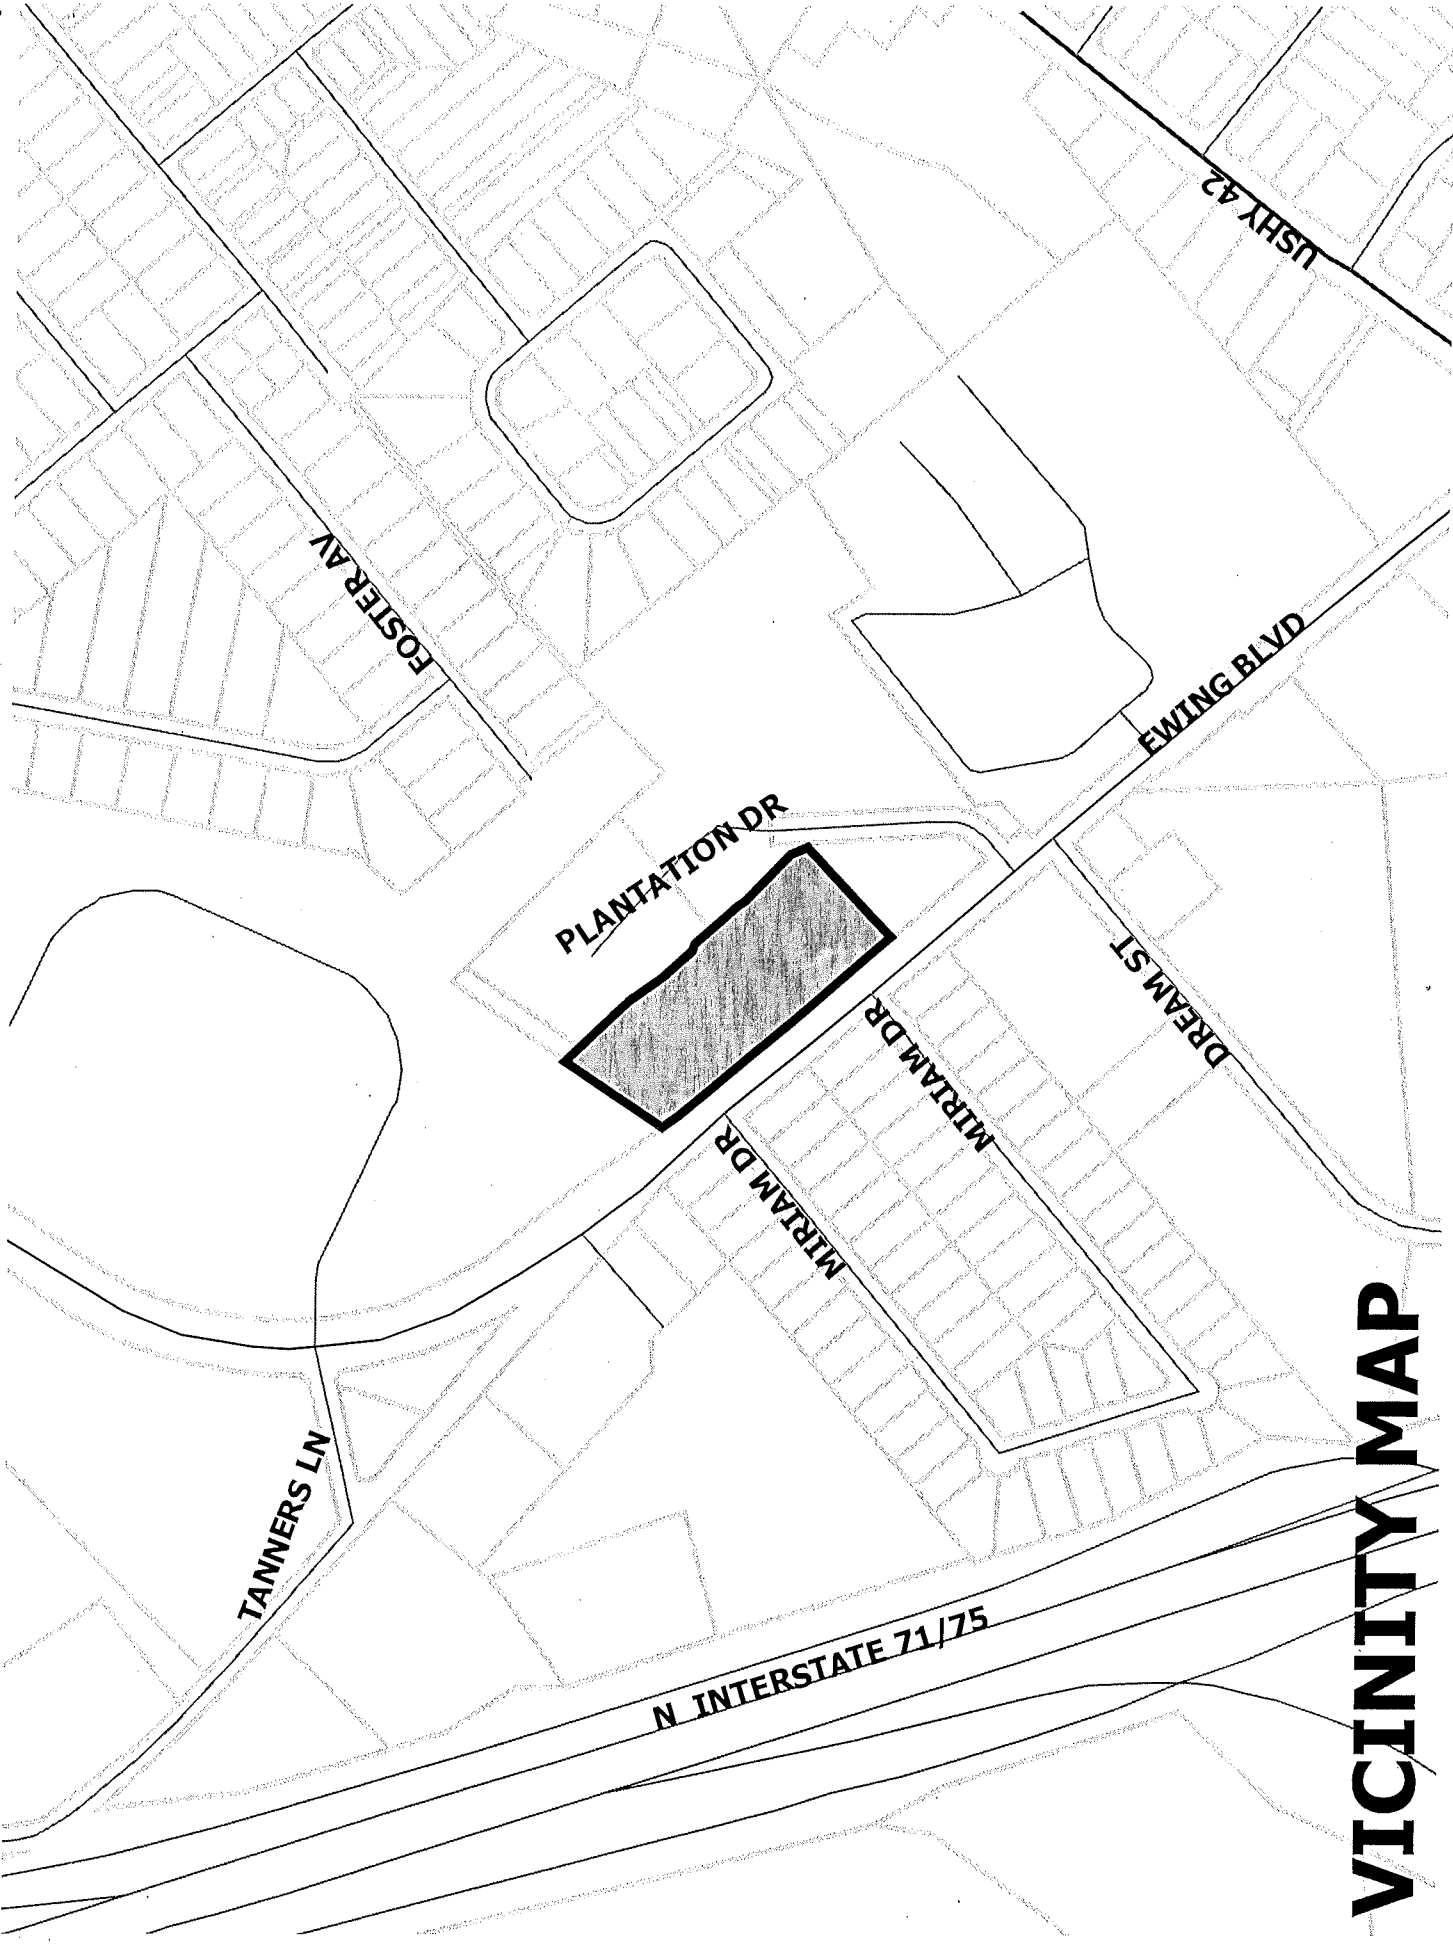 USHY 42
FOSTER AV
EWING BLVD
PLANTATION DR
DREAM ST
MIRIAM DR
MIRIAM DR
TANNERS LN
N INTERSTATE 71/75
VICINITY MAP